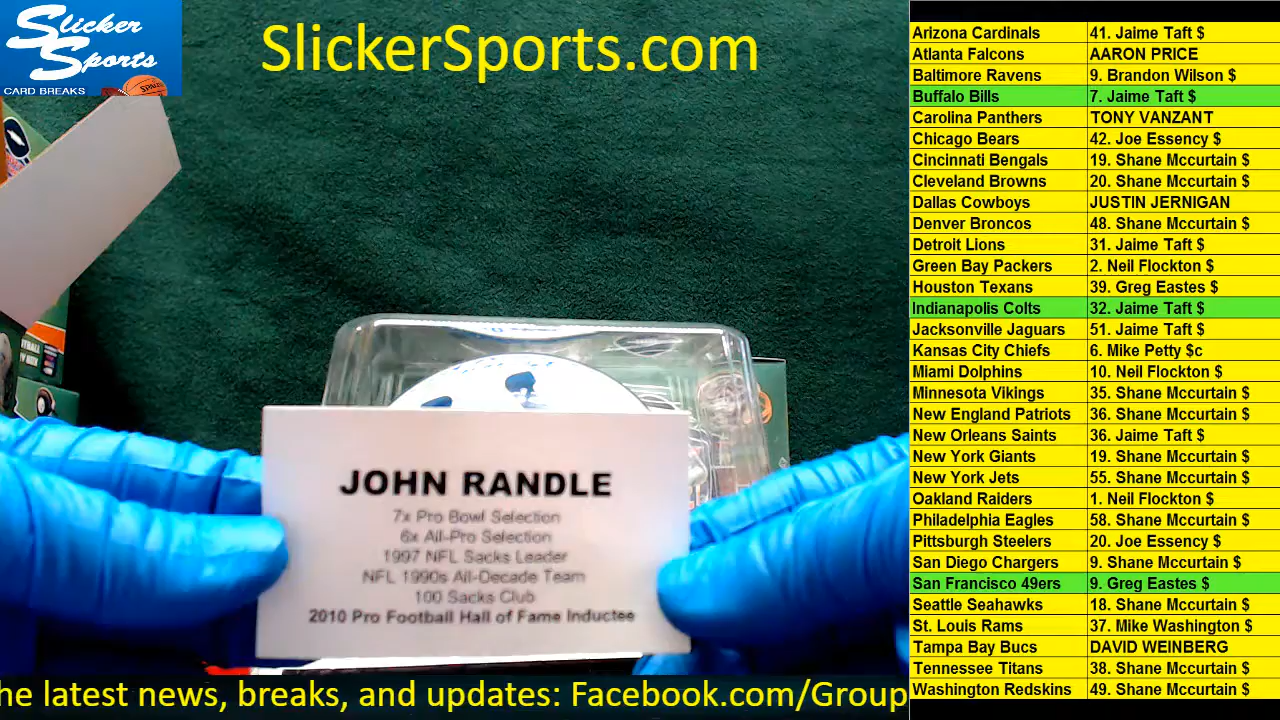 Slicker
Sports
CARD BREAKS
SlickerSports.com
JOHN RANDLE
7x Pro Bowl Selection
6x All-Pro Selection
1997 NFL Sacks Leader
NFL 1990s All-Decade Team
100 Sacks Club
2010 Pro Football Hall of Fame Inductee
he latest news, breaks, and updates: Facebook.com/Group
Arizona Cardinals 41. Jaime Taft $
Atlanta Falcons AARON PRICE
Baltimore Ravens 9. Brandon Wilson $
Buffalo Bills 7. Jaime Taft $
Carolina Panthers TONY VANZANT
Chicago Bears 42. Joe Essency $
Cincinnati Bengals 19. Shane Mccurtain $
Cleveland Browns 20. Shane Mccurtain $
Dallas Cowboys JUSTIN JERNIGAN
Denver Broncos 48. Shane Mccurtain $
Detroit Lions 31. Jaime Taft $
Green Bay Packers 2. Neil Flockton $
Houston Texans 39. Greg Eastes $
Indianapolis Colts 32. Jaime Taft $
Jacksonville Jaguars 51. Jaime Taft $
Kansas City Chiefs 6. Mike Petty $c
Miami Dolphins 10. Neil Flockton $
Minnesota Vikings 35. Shane Mccurtain $
New England Patriots 36. Shane Mccurtain $
New Orleans Saints 36. Jaime Taft $
New York Giants 19. Shane Mccurtain $
New York Jets 55. Shane Mccurtain $
Oakland Raiders 1. Neil Flockton $
Philadelphia Eagles 58. Shane Mccurtain $
Pittsburgh Steelers 20. Joe Essency $
San Diego Chargers 9. Shane Mccurtain $
San Francisco 49ers 9. Greg Eastes $
Seattle Seahawks 18. Shane Mccurtain $
St. Louis Rams 37. Mike Washington $
Tampa Bay Bucs DAVID WEINBERG
Tennessee Titans 38. Shane Mccurtain $
Washington Redskins 49. Shane Mccurtain $